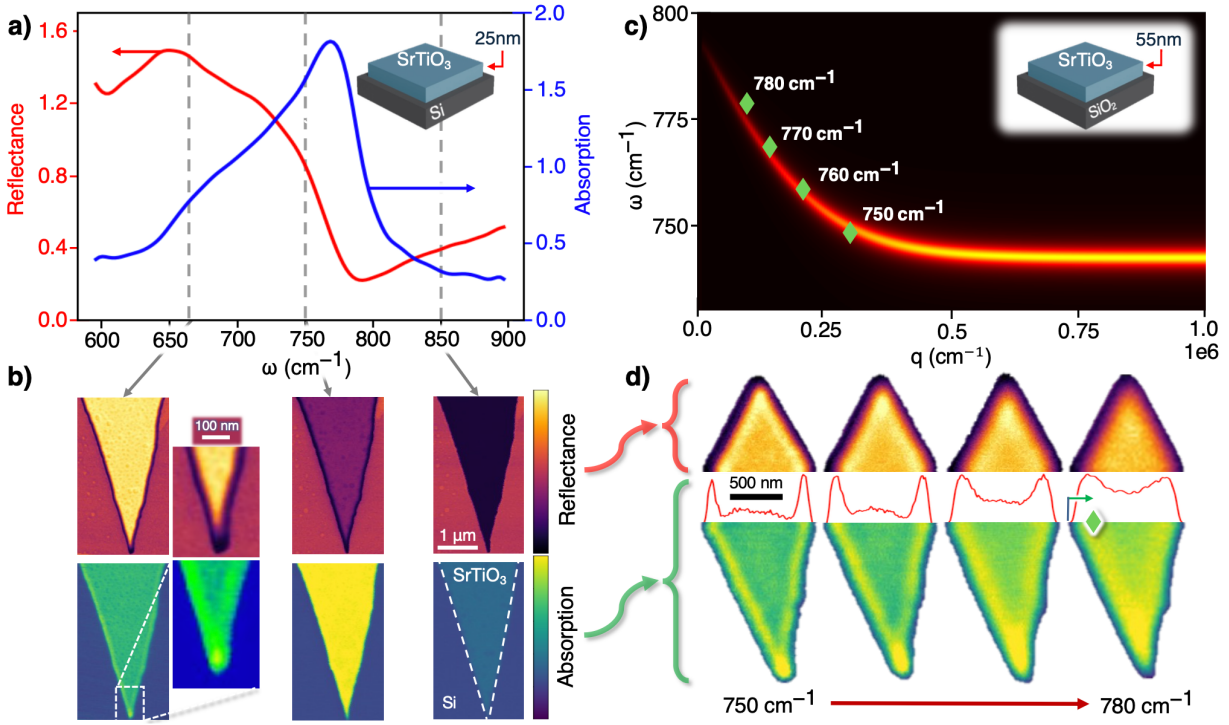 a)
1.6
1.2
0.8
0.4
0.0
Reflectance
2.0
1.5
1.0
0.5
0.0
Absorption
SrTiO₃
25nm
Si
600
650
700
750
800
850
900
ω (cm⁻¹)
b)
100 nm
1 μm
SrTiO₃
Si
Reflectance
Absorption
c)
800
775
750
ω (cm⁻¹)
780 cm⁻¹
770 cm⁻¹
760 cm⁻¹
750 cm⁻¹
SrTiO₃
55nm
SiO₂
0.0
0.25
0.5
0.75
1.0
1e6
q (cm⁻¹)
d)
500 nm
750 cm⁻¹
780 cm⁻¹